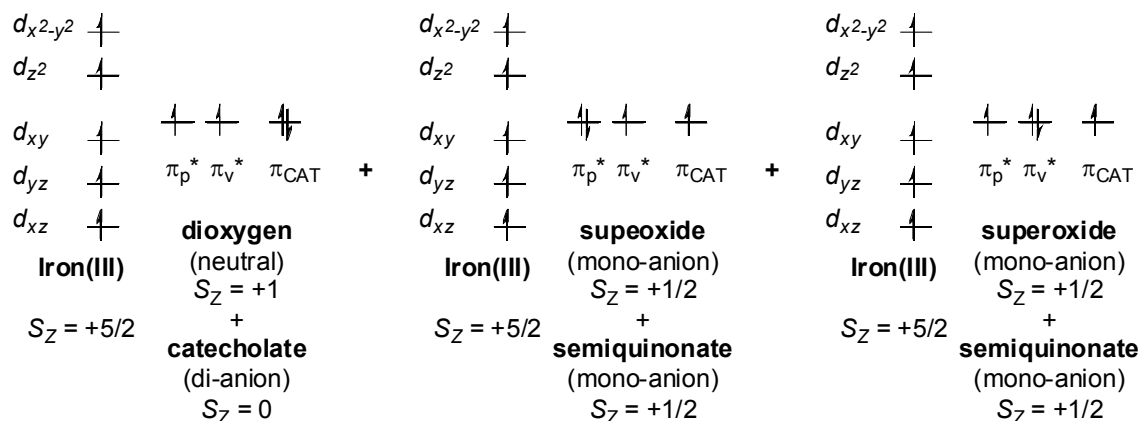 dx2-y2 dx2-y2 dx2-y2
dz2 dz2 dz2
dxy dxy dxy
πp* πv* πCAT + πp* πv* πCAT + πp* πv* πCAT
dyz dyz dyz
dxz dioxygen dxz supeoxide dxz superoxide
Iron(III) (neutral) Iron(III) (mono-anion) Iron(III) (mono-anion)
SZ = +1 SZ = +1/2 SZ = +1/2
SZ = +5/2 + SZ = +5/2 + SZ = +5/2 +
catecholate semiquinonate semiquinonate
(di-anion) (mono-anion) (mono-anion)
SZ = 0 SZ = +1/2 SZ = +1/2